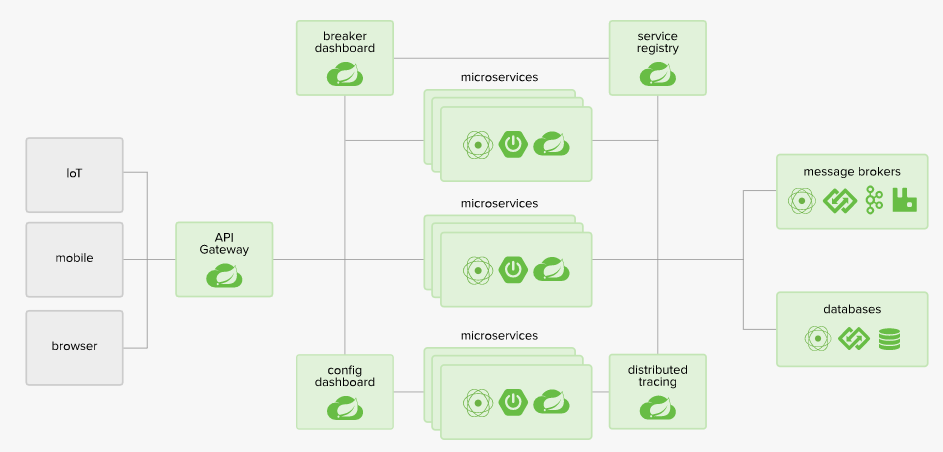 breaker
dashboard
service
registry
microservices
IoT
mobile
browser
API
Gateway
microservices
message brokers
databases
microservices
config
dashboard
distributed
tracing